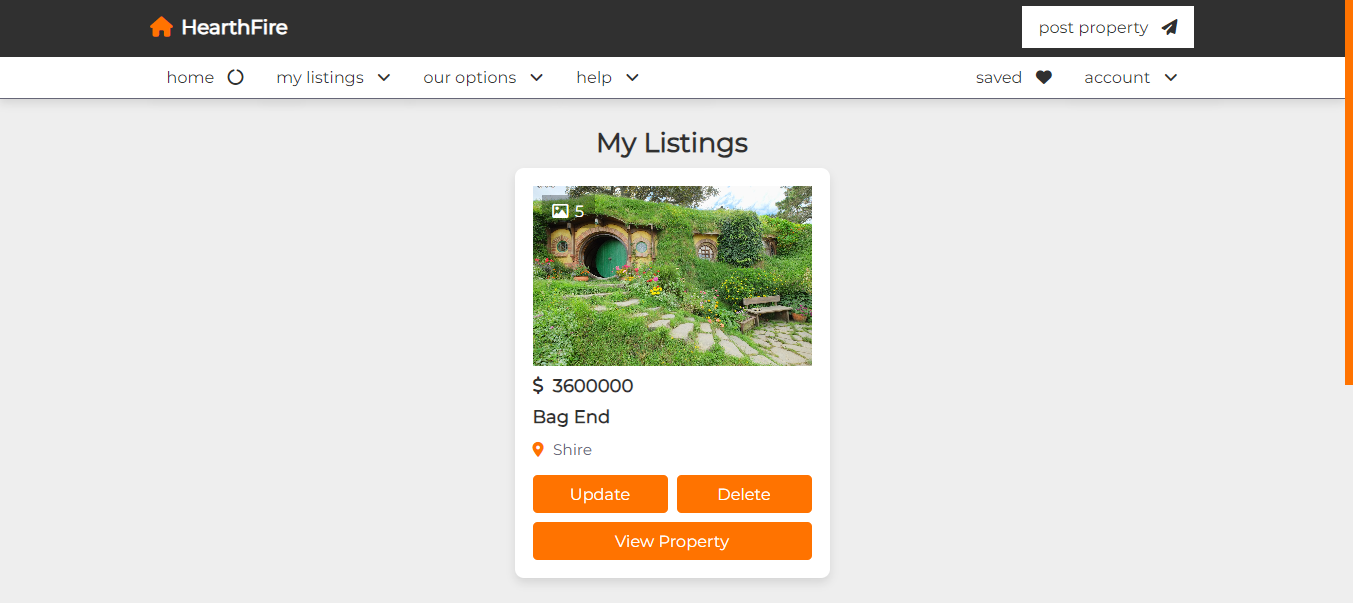 HearthFire
post property
home
my listings
our options
help
saved
account
My Listings
5
$ 3600000
Bag End
Shire
Update
Delete
View Property